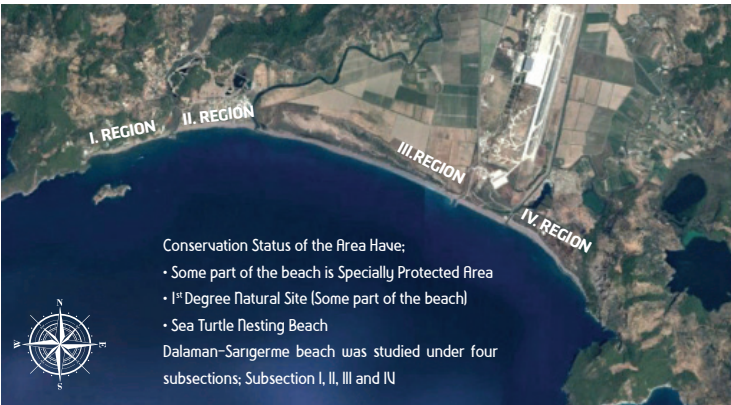 I. REGION
II. REGION
III.REGION
IV. REGION
Conservation Status of the Area Have;
• Some part of the beach is Specially Protected Area
• 1st Degree Natural Site (Some part of the beach)
• Sea Turtle Nesting Beach
Dalaman-Sarıgerme beach was studied under four
subsections; Subsection I, II, III and IV
N
W
E
S